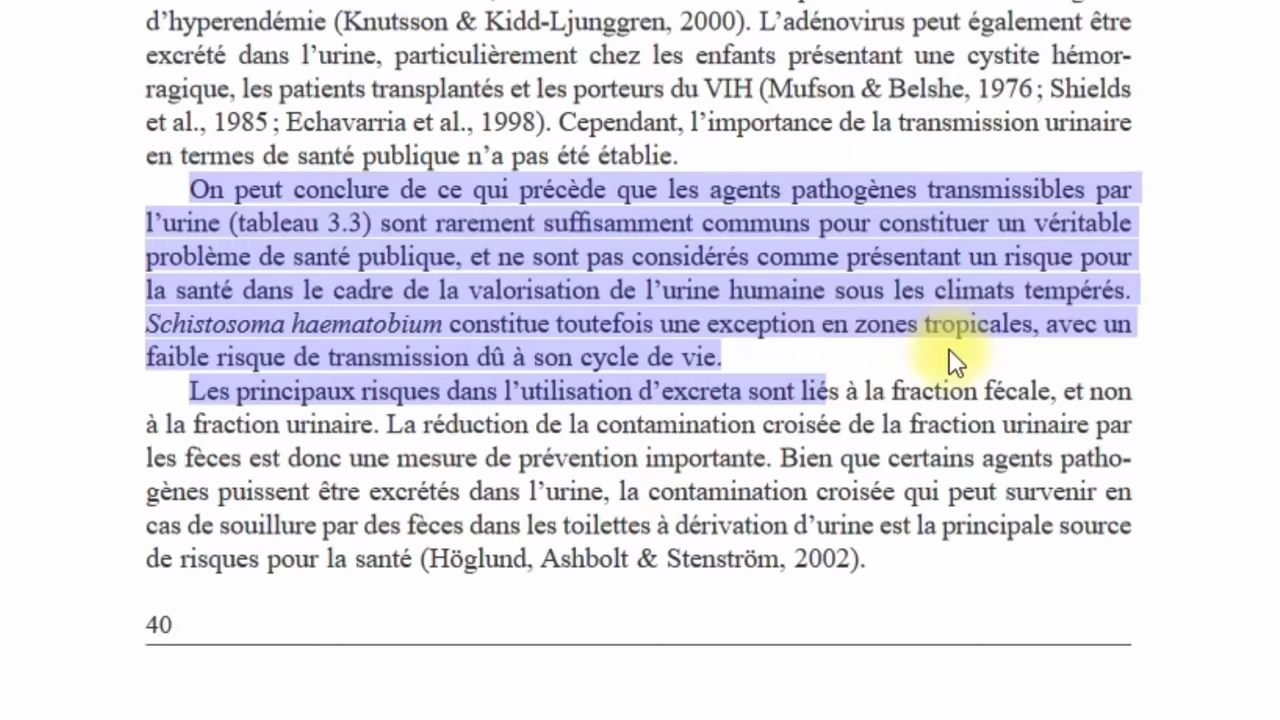 d’hyperendémie (Knutsson & Kidd-Ljunggren, 2000). L’adénovirus peut également être
excrété dans l’urine, particulièrement chez les enfants présentant une cystite hémor-
ragique, les patients transplantés et les porteurs du VIH (Mufson & Belshe, 1976 ; Shields
et al., 1985 ; Echavarria et al., 1998). Cependant, l’importance de la transmission urinaire
en termes de santé publique n’a pas été établie.
On peut conclure de ce qui précède que les agents pathogènes transmissibles par
l’urine (tableau 3.3) sont rarement suffisamment communs pour constituer un véritable
problème de santé publique, et ne sont pas considérés comme présentant un risque pour
la santé dans le cadre de la valorisation de l’urine humaine sous les climats tempérés.
Schistosoma haematobium constitue toutefois une exception en zones tropicales, avec un
faible risque de transmission dû à son cycle de vie.
Les principaux risques dans l’utilisation d’excreta sont liés à la fraction fécale, et non
à la fraction urinaire. La réduction de la contamination croisée de la fraction urinaire par
les fèces est donc une mesure de prévention importante. Bien que certains agents patho-
gènes puissent être excrétés dans l’urine, la contamination croisée qui peut survenir en
cas de souillure par des fèces dans les toilettes à dérivation d’urine est la principale source
de risques pour la santé (Höglund, Ashbolt & Stenström, 2002).
40